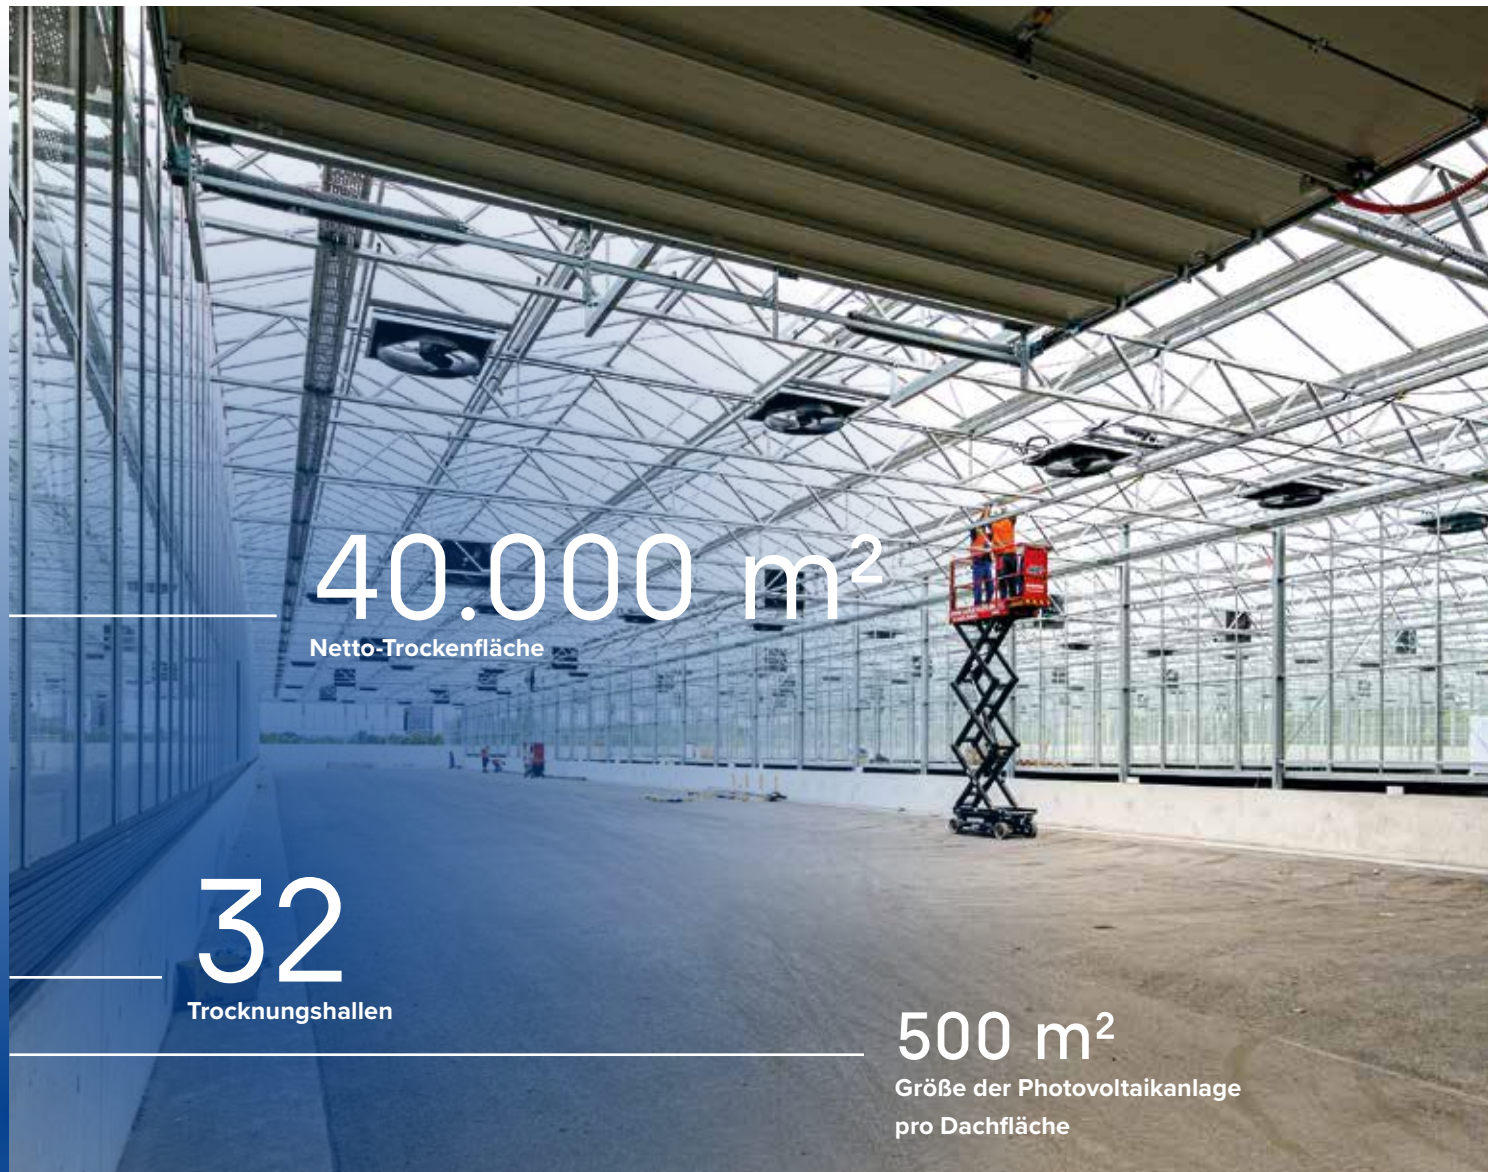 40.000 m²
Netto-Trockenfläche
32
Trocknungshallen
500 m²
Größe der Photovoltaikanlage
pro Dachfläche